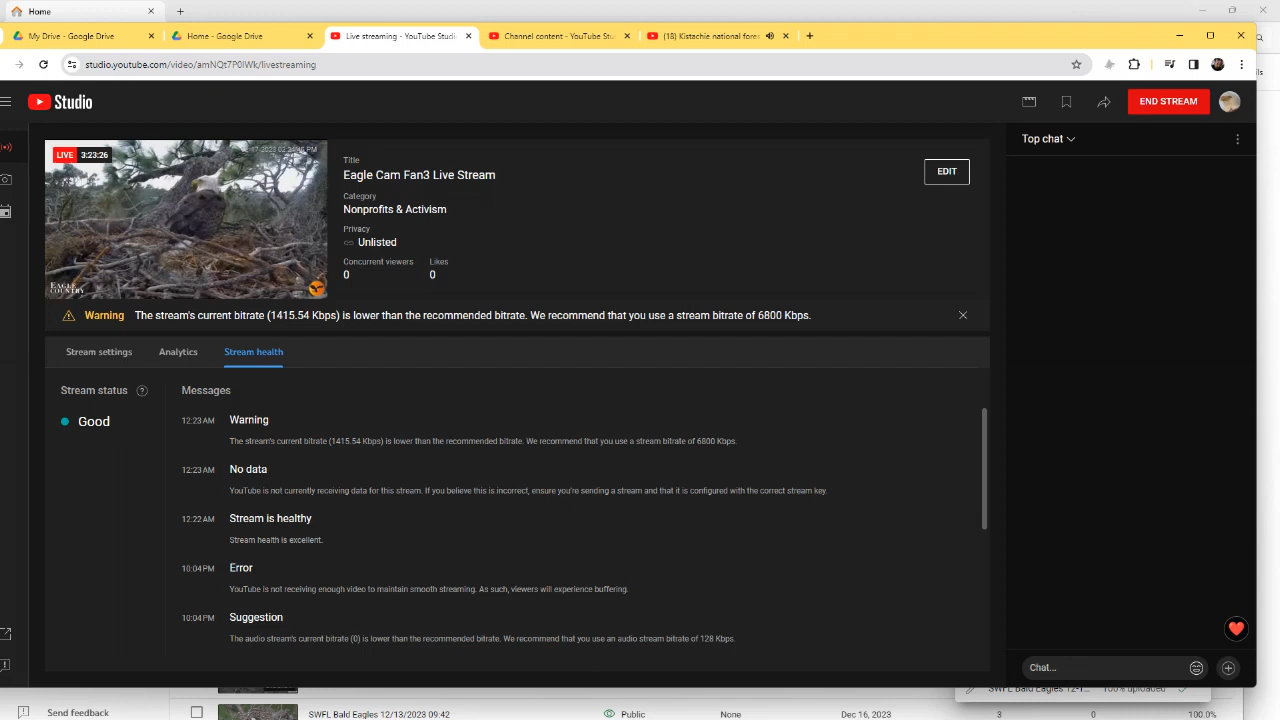 Home
My Drive - Google Drive
Home - Google Drive
Live streaming - YouTube Studi
Channel content - YouTube Stu
(18) Kistachie national fores
studio.youtube.com/video/amNQt7P0lWk/livestreaming
Studio
END STREAM
LIVE 3:23:26
EAGLE
COUNTRY
Title
Eagle Cam Fan3 Live Stream
Category
Nonprofits & Activism
Privacy
Unlisted
Concurrent viewers Likes
0 0
EDIT
Top chat
Warning The stream's current bitrate (1415.54 Kbps) is lower than the recommended bitrate. We recommend that you use a stream bitrate of 6800 Kbps.
Stream settings Analytics Stream health
Stream status
Good
Messages
12:23 AM Warning
The stream's current bitrate (1415.54 Kbps) is lower than the recommended bitrate. We recommend that you use a stream bitrate of 6800 Kbps.
12:23 AM No data
YouTube is not currently receiving data for this stream. If you believe this is incorrect, ensure you're sending a stream and that it is configured with the correct stream key.
12:22 AM Stream is healthy
Stream health is excellent.
10:04 PM Error
YouTube is not receiving enough video to maintain smooth streaming. As such, viewers will experience buffering.
10:04 PM Suggestion
The audio stream's current bitrate (0) is lower than the recommended bitrate. We recommend that you use an audio stream bitrate of 128 Kbps.
Chat...
SWFL Bald Eagles 12-1... 100% uploaded
Send feedback
SWFL Bald Eagles 12/13/2023 09:42 Public None Dec 16, 2023 3 0 100.0%